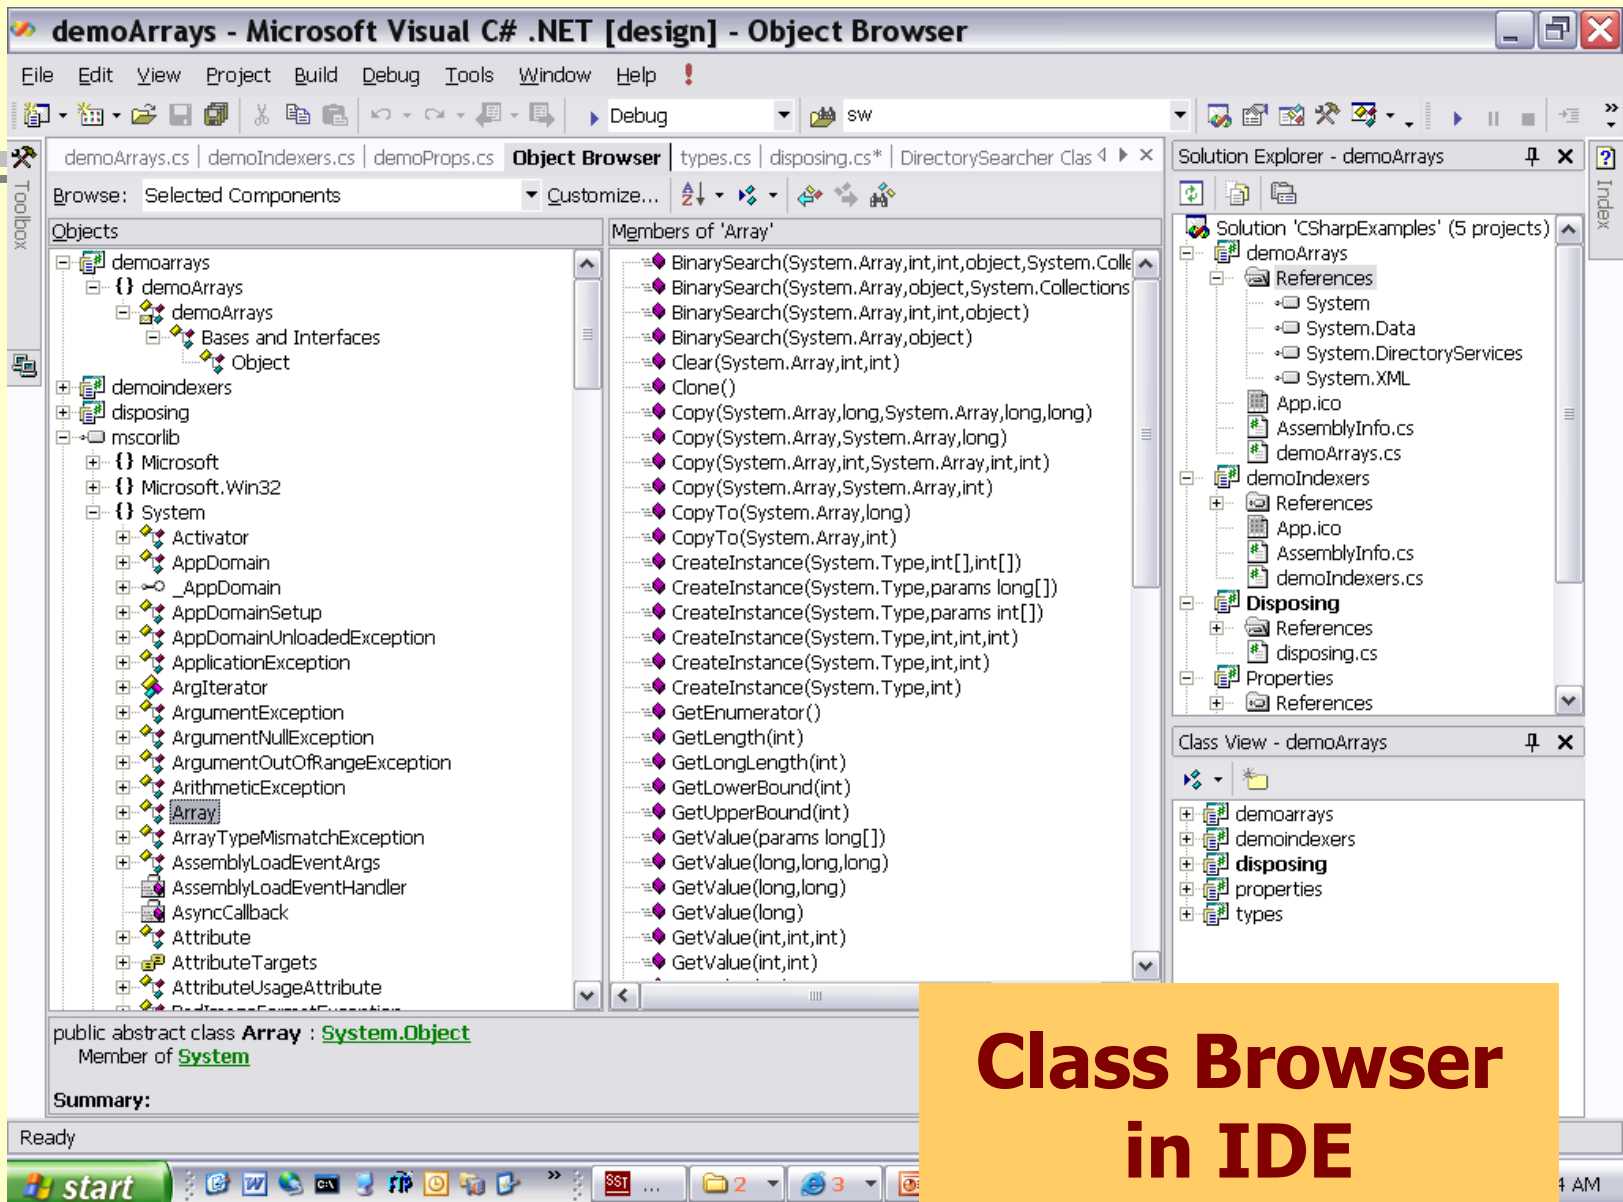 demoArrays - Microsoft Visual C# .NET [design] - Object Browser
File Edit View Project Build Debug Tools Window Help
Debug
sw
Toolbox
demoArrays.cs | demoIndexers.cs | demoProps.cs Object Browser types.cs | disposing.cs* | DirectorySearcher Clas
Browse: Selected Components Customize...
Objects
demoarrays
demoArrays
demoArrays
Bases and Interfaces
Object
demoindexers
disposing
mscorlib
{} Microsoft
{} Microsoft.Win32
{} System
Activator
AppDomain
_AppDomain
AppDomainSetup
AppDomainUnloadedException
ApplicationException
ArgIterator
ArgumentException
ArgumentNullException
ArgumentOutOfRangeException
ArithmeticException
Array
ArrayTypeMismatchException
AssemblyLoadEventArgs
AssemblyLoadEventHandler
AsyncCallback
Attribute
AttributeTargets
AttributeUsageAttribute
Members of 'Array'
BinarySearch(System.Array,int,int,object,System.Colle
BinarySearch(System.Array,object,System.Collections
BinarySearch(System.Array,int,int,object)
BinarySearch(System.Array,object)
Clear(System.Array,int,int)
Clone()
Copy(System.Array,long,System.Array,long,long)
Copy(System.Array,System.Array,long)
Copy(System.Array,int,System.Array,int,int)
Copy(System.Array,System.Array,int)
CopyTo(System.Array,long)
CopyTo(System.Array,int)
CreateInstance(System.Type,int[],int[])
CreateInstance(System.Type,params long[])
CreateInstance(System.Type,params int[])
CreateInstance(System.Type,int,int,int)
CreateInstance(System.Type,int,int)
CreateInstance(System.Type,int)
GetEnumerator()
GetLength(int)
GetLongLength(int)
GetLowerBound(int)
GetUpperBound(int)
GetValue(params long[])
GetValue(long,long,long)
GetValue(long,long)
GetValue(long)
GetValue(int,int,int)
GetValue(int,int)
public abstract class Array : System.Object
Member of System
Summary:
Solution Explorer - demoArrays
Solution 'CSharpExamples' (5 projects)
demoArrays
References
System
System.Data
System.DirectoryServices
System.XML
App.ico
AssemblyInfo.cs
demoArrays.cs
demoIndexers
References
App.ico
AssemblyInfo.cs
demoIndexers.cs
Disposing
References
disposing.cs
Properties
References
Class View - demoArrays
demoarrays
demoindexers
disposing
properties
types
Index
Class Browser
in IDE
Ready
start
SST ...
2
3
4 AM